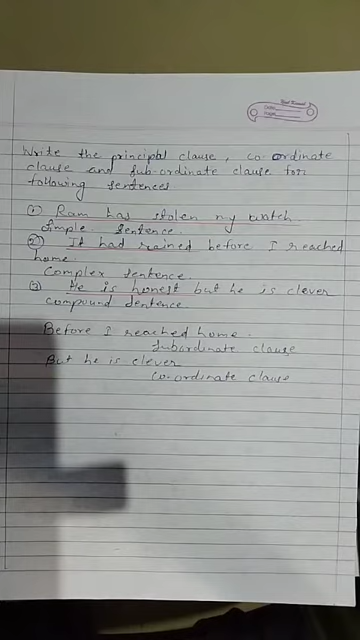 Write the principal clause, co-ordinate
clause and sub-ordinate clause for
following sentences
① Ram has stolen my watch.
Simple Sentence.
② It had rained before I reached
home.
Complex sentence.
③ He is honest but he is clever
compound sentence.
Before I reached home.
Subordinate clause
But he is clever
co-ordinate clause